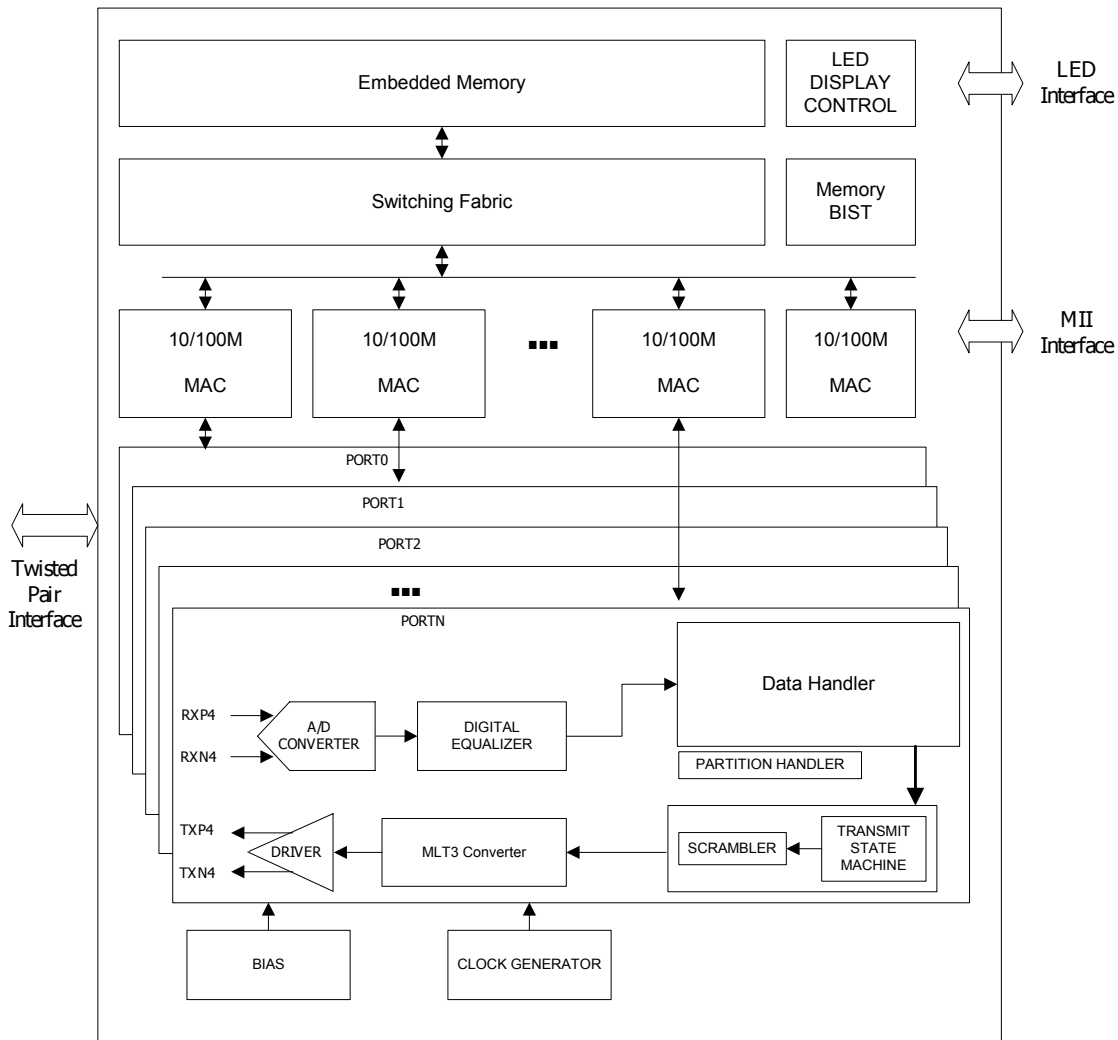 Embedded Memory
LED
DISPLAY
CONTROL
LED
Interface
Switching Fabric
Memory
BIST
10/100M
MAC
10/100M
MAC
10/100M
MAC
10/100M
MAC
MII
Interface
PORT0
PORT1
PORT2
PORTN
Twisted
Pair
Interface
RXP4
RXN4
A/D
CONVERTER
DIGITAL
EQUALIZER
Data Handler
PARTITION HANDLER
TXP4
TXN4
DRIVER
MLT3 Converter
SCRAMBLER
TRANSMIT
STATE
MACHINE
BIAS
CLOCK GENERATOR